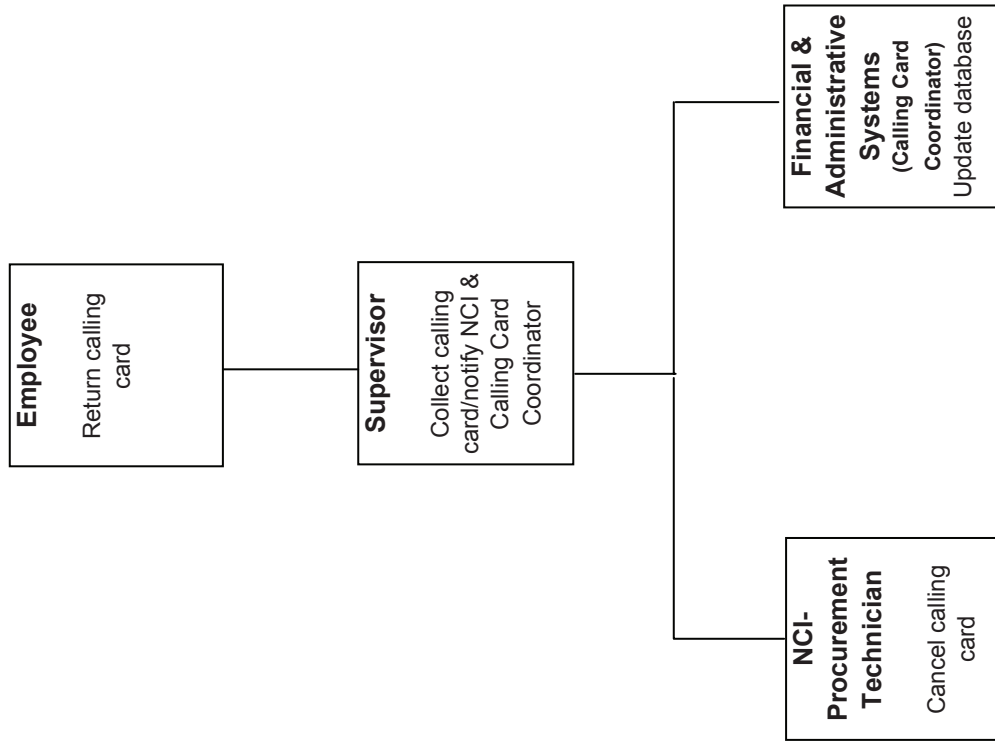 Employee
Return calling
card
Supervisor
Collect calling
card/notify NCI &
Calling Card
Coordinator
NCI-
Procurement
Technician
Cancel calling
card
Financial &
Administrative
Systems
(Calling Card
Coordinator)
Update database